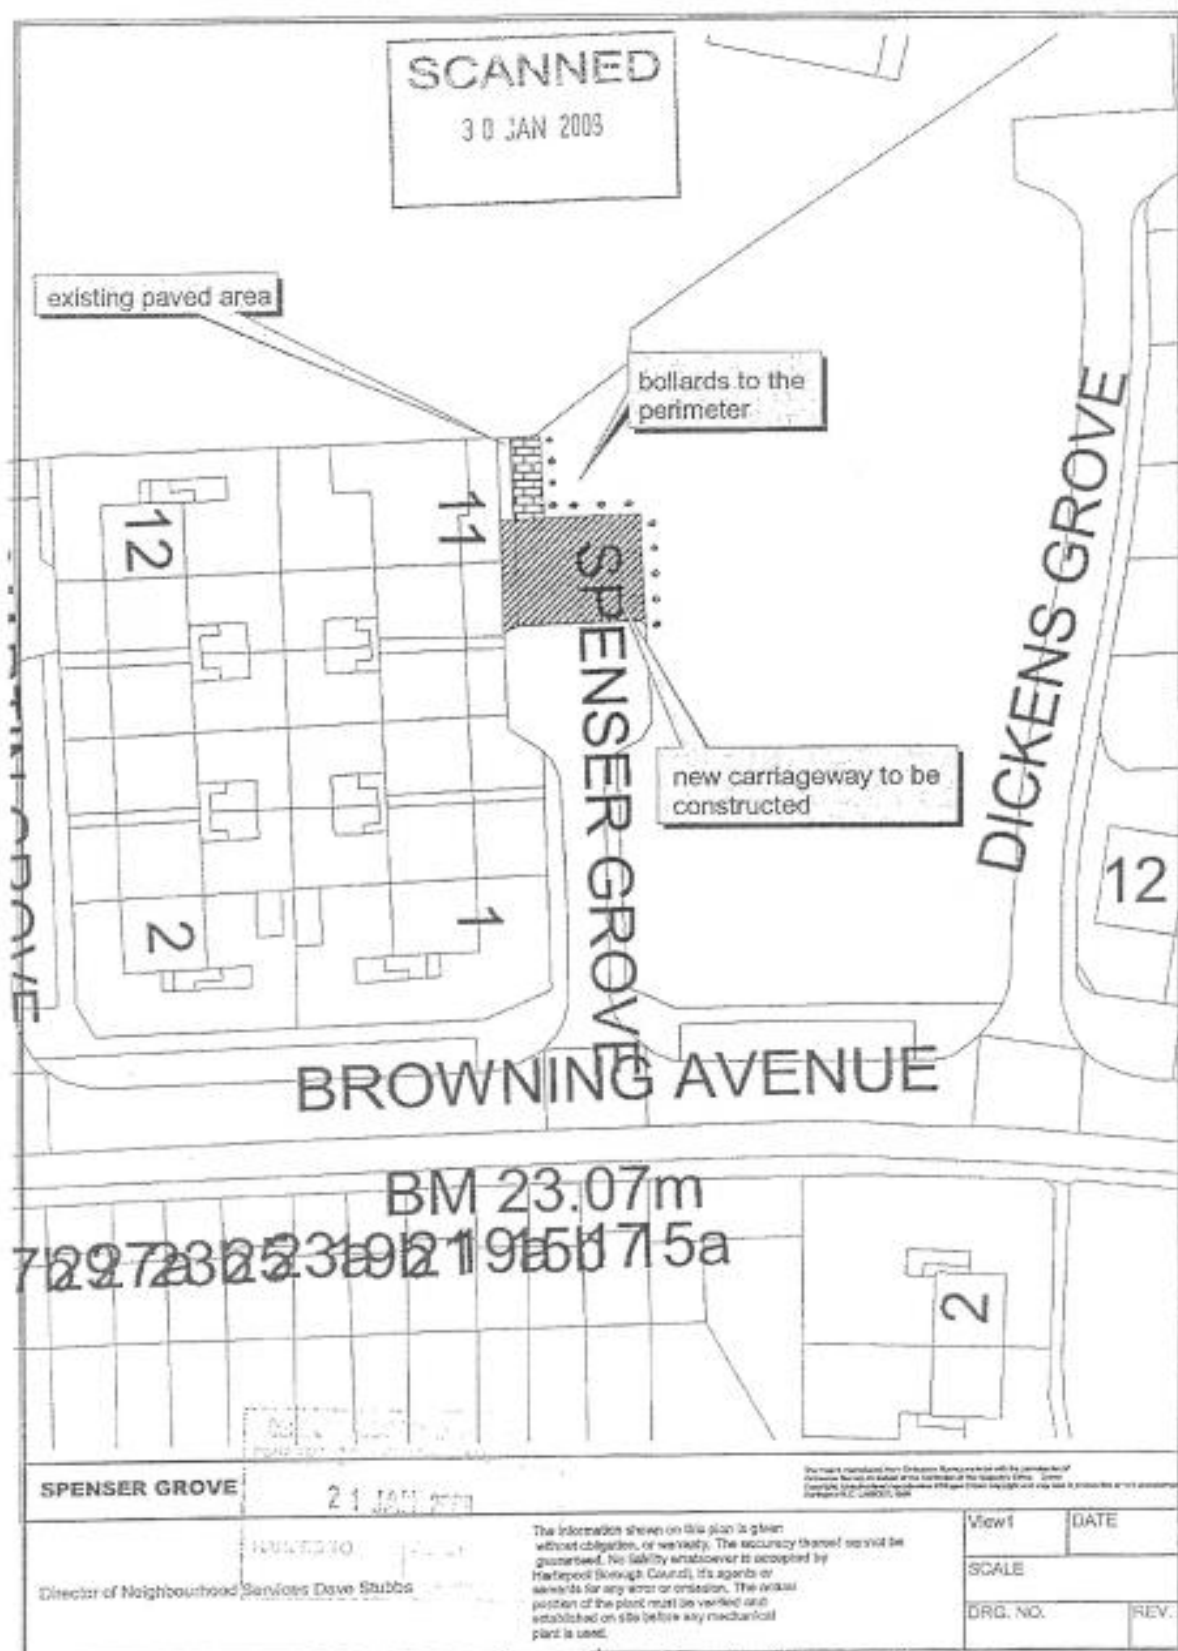 SCANNED
30 JAN 2009
existing paved area
bollards to the
perimeter
12
11
SPENSER GROVE
DICKENS GROVE
new carriageway to be
constructed
12
2
1
GROVE
BROWNING AVENUE
BM 23.07m
15a
2
SPENSER GROVE
21 JAN
Director of Neighbourhood Services Dave Stubbs
The information shown on this plan is given
without obligation, or warranty. The accuracy thereof cannot be
guaranteed. No liability whatsoever is accepted by
Hartlepool Borough Council, it's agents or
servants for any error or omission. The actual
position of the plant must be verified and
established on site before any mechanical
plant is used.
View1
DATE
SCALE
DRG. NO.
REV.